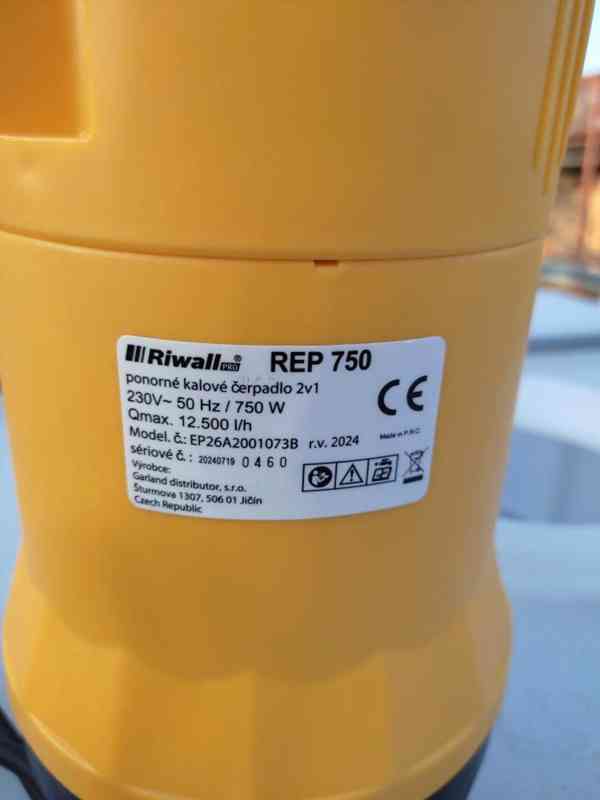 Riwall PRO® REP 750
ponorné kalové čerpadlo 2v1
230V~ 50 Hz / 750 W
Qmax. 12.500 l/h
Model. č.: EP26A2001073B r.v. 2024
sériové č.: 20240719 0460
Výrobce:
Garland distributor, s.r.o.
Šturmova 1307, 506 01 Jičín
Czech Republic
CE
Made in P.R.C.